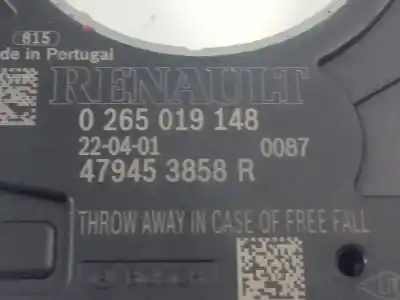 815
de in Portugal
RENAULT
0 265 019 148
22-04-01 0087
47945 3858 R
THROW AWAY IN CASE OF FREE FALL